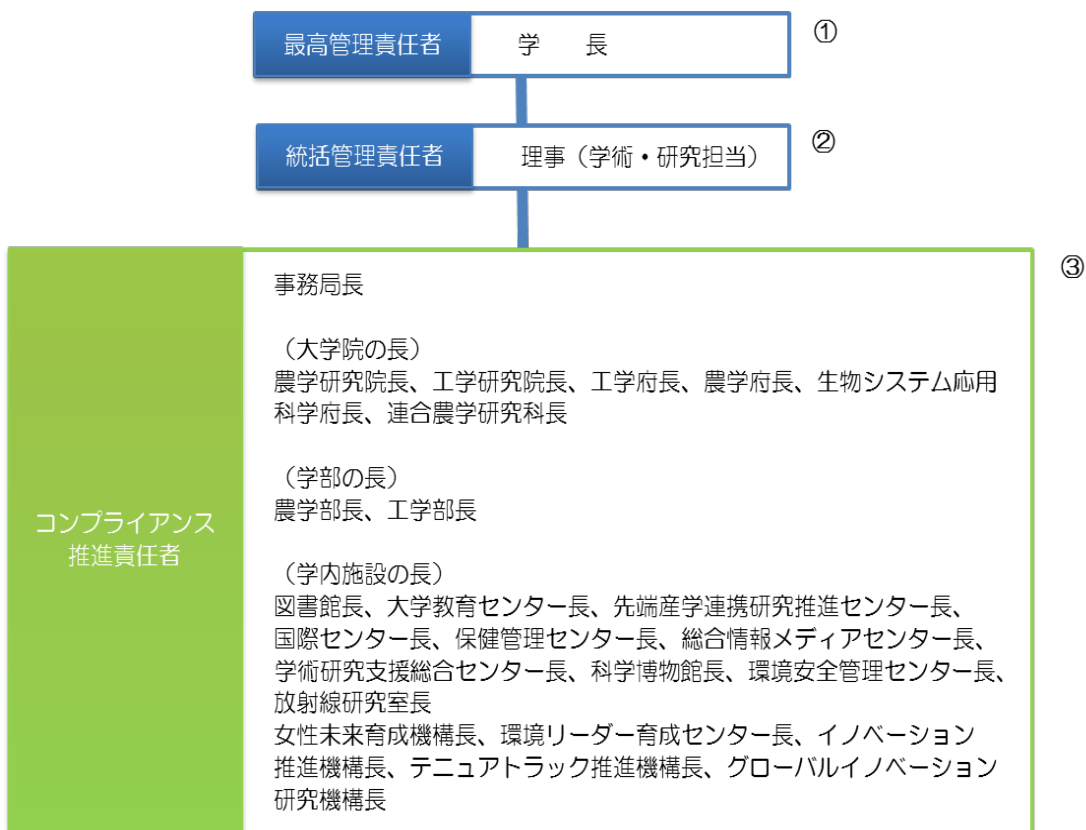 最高管理責任者 学 長 ①
統括管理責任者 理事（学術・研究担当） ②
③
事務局長
（大学院の長）
農学研究院長、工学研究院長、工学府長、農学府長、生物システム応用
科学府長、連合農学研究科長
（学部の長）
農学部長、工学部長
コンプライアンス
推進責任者
（学内施設の長）
図書館長、大学教育センター長、先端産学連携研究推進センター長、
国際センター長、保健管理センター長、総合情報メディアセンター長、
学術研究支援総合センター長、科学博物館長、環境安全管理センター長、
放射線研究室長
女性未来育成機構長、環境リーダー育成センター長、イノベーション
推進機構長、テニュアトラック推進機構長、グローバルイノベーション
研究機構長